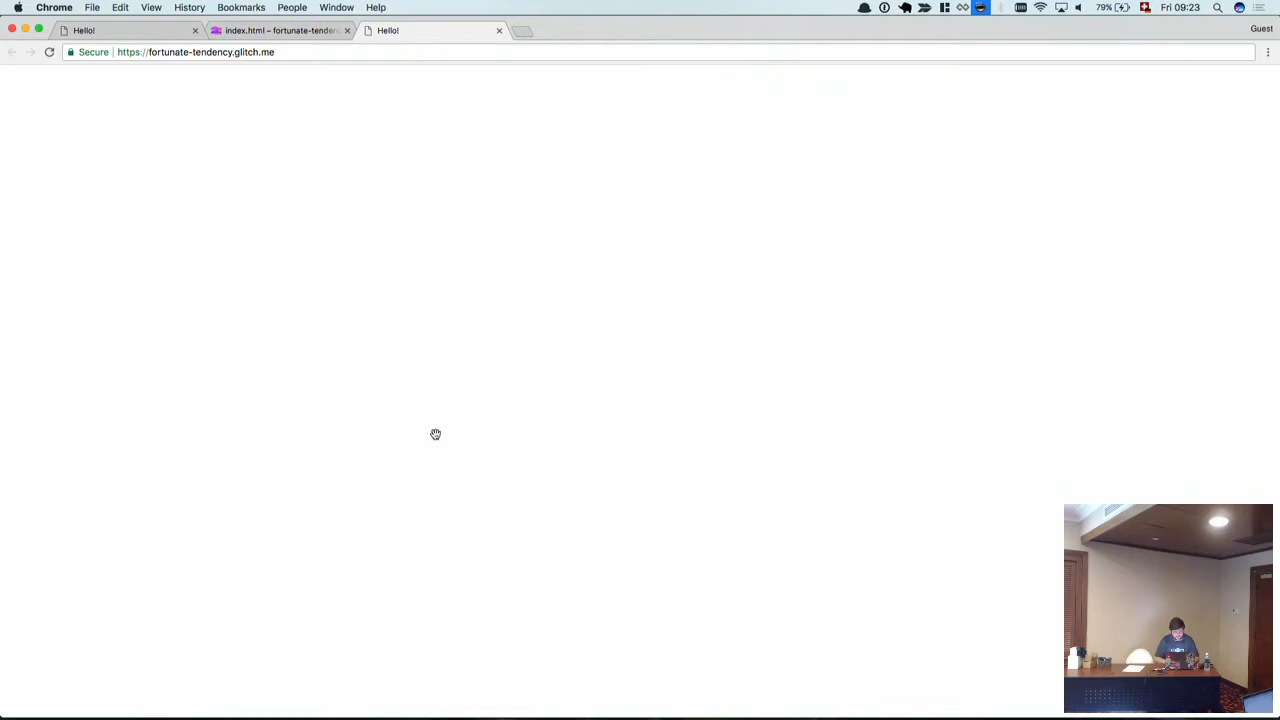 Chrome File Edit View History Bookmarks People Window Help 79% Fri 09:23
Hello! index.html – fortunate-tenden Hello! Guest
Secure https://fortunate-tendency.glitch.me